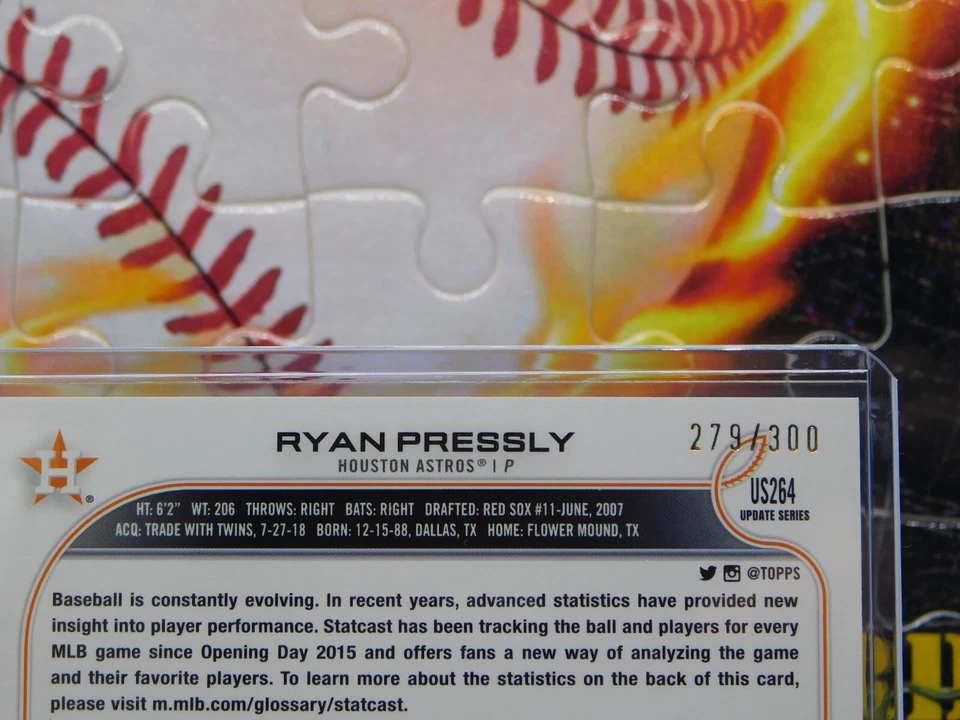 RYAN PRESSLY
279/300
HOUSTON ASTROS® | P
H
®
US264
UPDATE SERIES
HT: 6'2" WT: 206 THROWS: RIGHT BATS: RIGHT DRAFTED: RED SOX #11-JUNE, 2007
ACQ: TRADE WITH TWINS, 7-27-18 BORN: 12-15-88, DALLAS, TX HOME: FLOWER MOUND, TX
@TOPPS
Baseball is constantly evolving. In recent years, advanced statistics have provided new
insight into player performance. Statcast has been tracking the ball and players for every
MLB game since Opening Day 2015 and offers fans a new way of analyzing the game
and their favorite players. To learn more about the statistics on the back of this card,
please visit m.mlb.com/glossary/statcast.